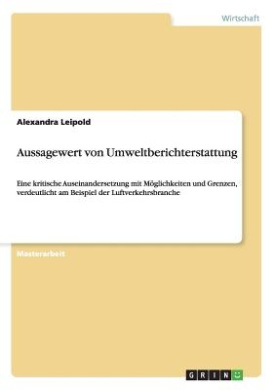 Wirtschaft
Alexandra Leipold
Aussagewert von Umweltberichterstattung
Eine kritische Auseinandersetzung mit Möglichkeiten und Grenzen,
verdeutlicht am Beispiel der Luftverkehrsbranche
Masterarbeit
GRIN